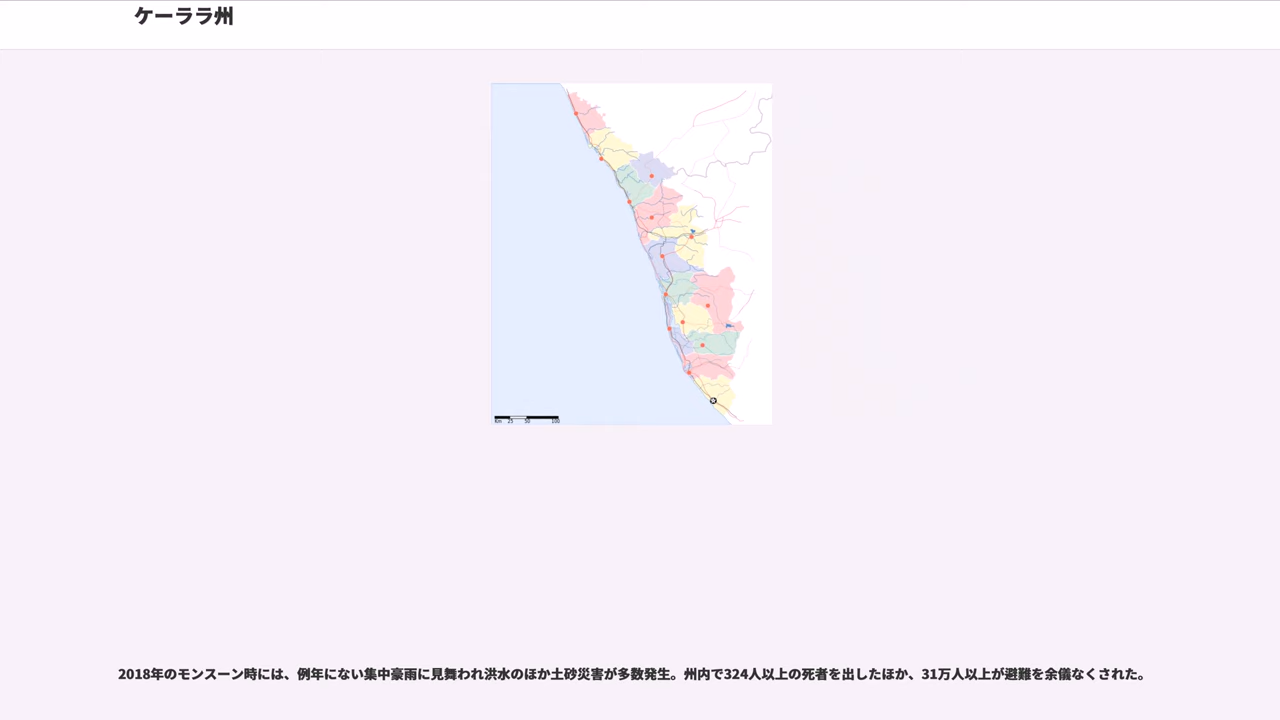 ケーララ州
Km 25 50 100
2018年のモンスーン時には、例年にない集中豪雨に見舞われ洪水のほか土砂災害が多数発生。州内で324人以上の死者を出したほか、31万人以上が避難を余儀なくされた。